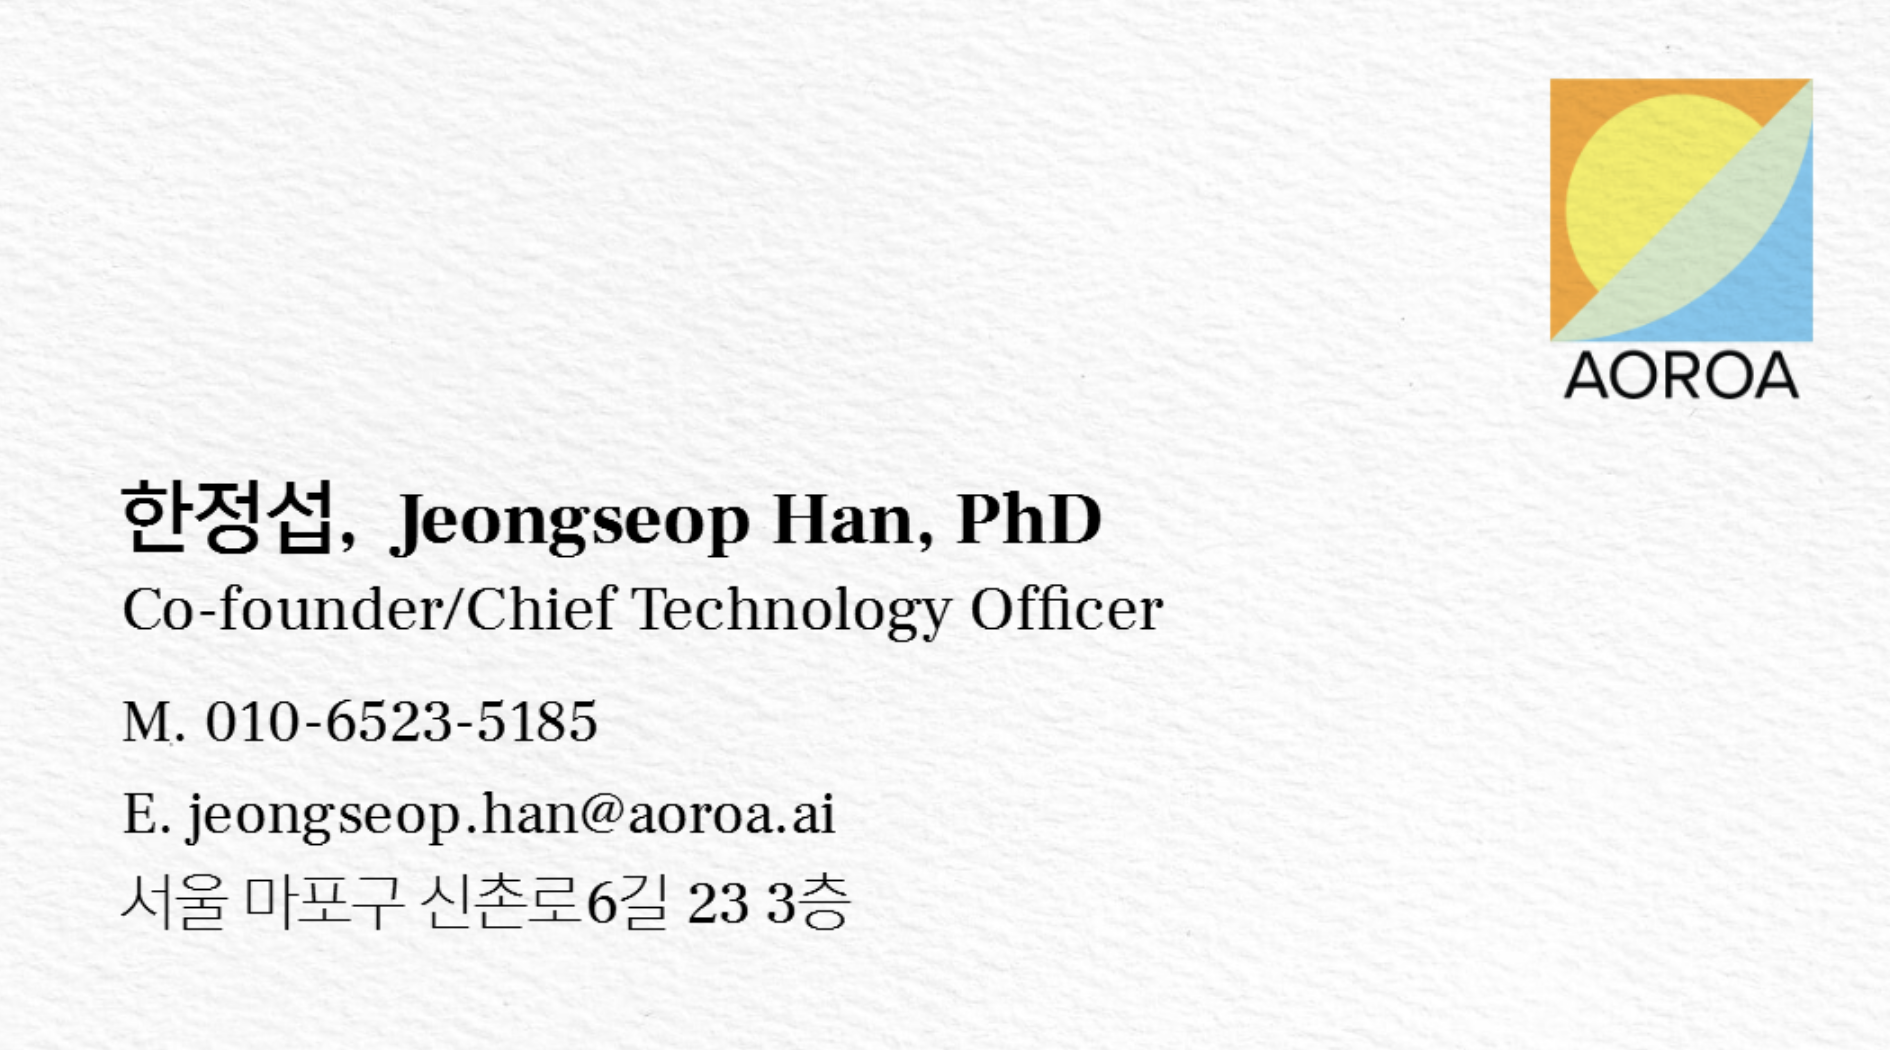 AOROA
한정섭, Jeongseop Han, PhD
Co-founder/Chief Technology Officer
M. 010-6523-5185
E. jeongseop.han@aoroa.ai
서울 마포구 신촌로6길 23 3층